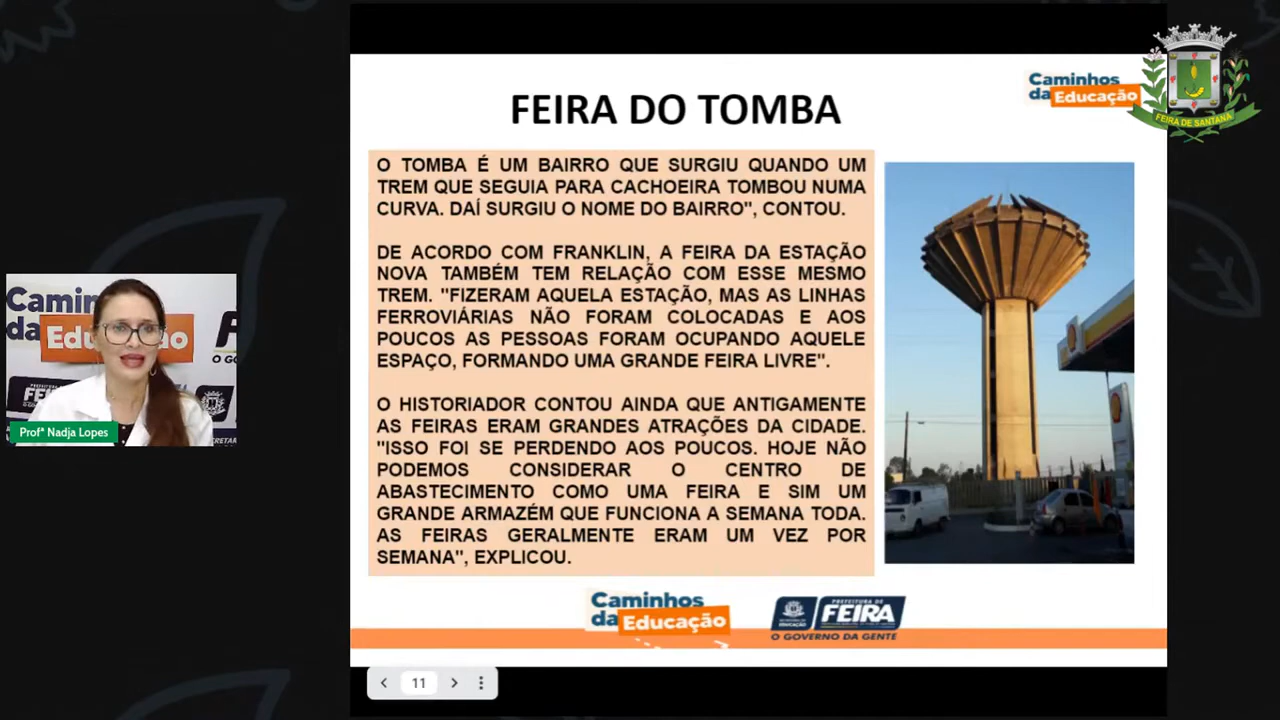 FEIRA DO TOMBA
Caminhos
da Educação
FEIRA DE SANTANA
O TOMBA É UM BAIRRO QUE SURGIU QUANDO UM
TREM QUE SEGUIA PARA CACHOEIRA TOMBOU NUMA
CURVA. DAÍ SURGIU O NOME DO BAIRRO", CONTOU.
DE ACORDO COM FRANKLIN, A FEIRA DA ESTAÇÃO
NOVA TAMBÉM TEM RELAÇÃO COM ESSE MESMO
TREM. "FIZERAM AQUELA ESTAÇÃO, MAS AS LINHAS
FERROVIÁRIAS NÃO FORAM COLOCADAS E AOS
POUCOS AS PESSOAS FORAM OCUPANDO AQUELE
ESPAÇO, FORMANDO UMA GRANDE FEIRA LIVRE".
O HISTORIADOR CONTOU AINDA QUE ANTIGAMENTE
AS FEIRAS ERAM GRANDES ATRAÇÕES DA CIDADE.
"ISSO FOI SE PERDENDO AOS POUCOS. HOJE NÃO
PODEMOS CONSIDERAR O CENTRO DE
ABASTECIMENTO COMO UMA FEIRA E SIM UM
GRANDE ARMAZÉM QUE FUNCIONA A SEMANA TODA.
AS FEIRAS GERALMENTE ERAM UM VEZ POR
SEMANA", EXPLICOU.
Profª Nadja Lopes
Caminhos
da Educação
PREFEITURA DE
FEIRA
O GOVERNO DA GENTE
11